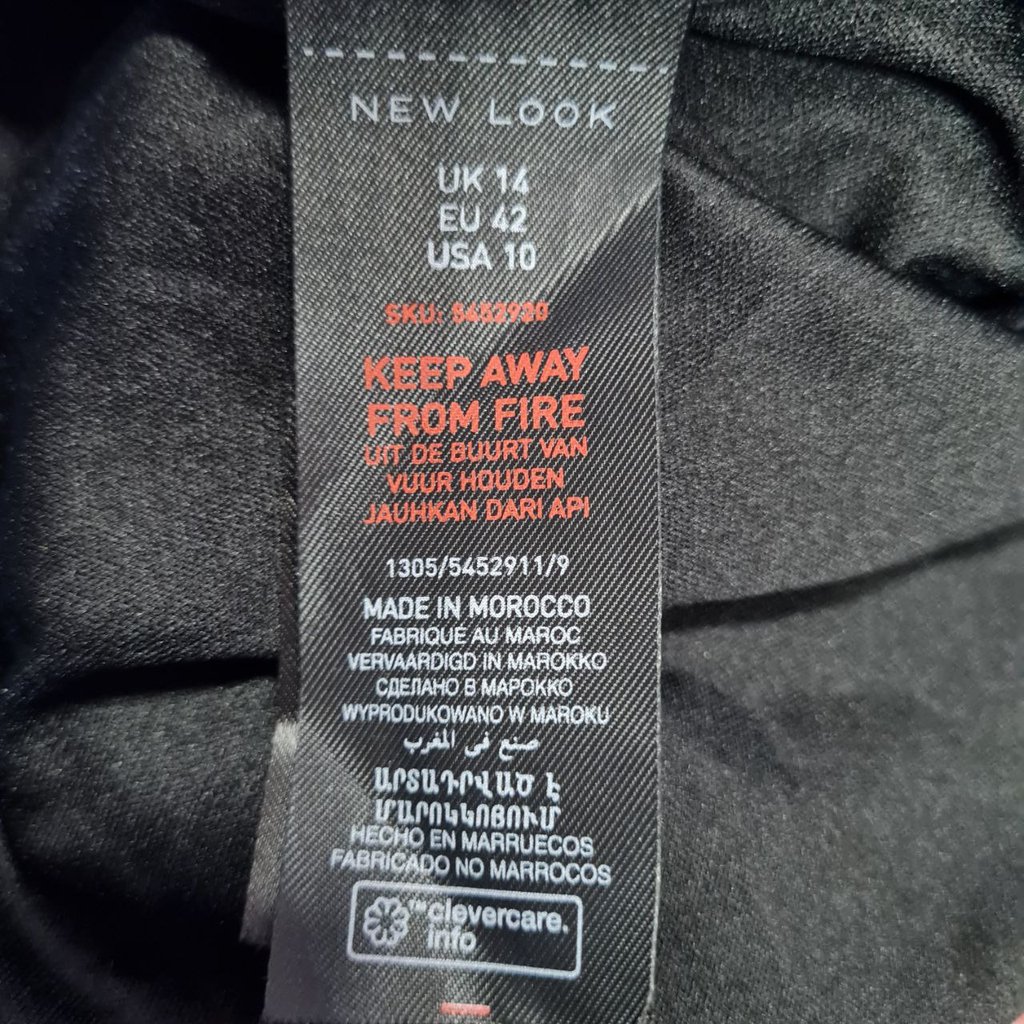 NEW LOOK
UK 14
EU 42
USA 10
SKU: 5452920
KEEP AWAY
FROM FIRE
UIT DE BUURT VAN
VUUR HOUDEN
JAUHKAN DARI API
1305/5452911/9
MADE IN MOROCCO
FABRIQUE AU MAROC
VERVAARDIGD IN MAROKKO
СДЕЛАНО В МАРОККО
WYPRODUKOWANO W MAROKU
صنع في المغرب
ԱՐՏԱԴՐՎԱԾ Է
ՄԱՐՈԿԿՈՅՈՒՄ
HECHO EN MARRUECOS
FABRICADO NO MARROCOS
™clevercare.
info